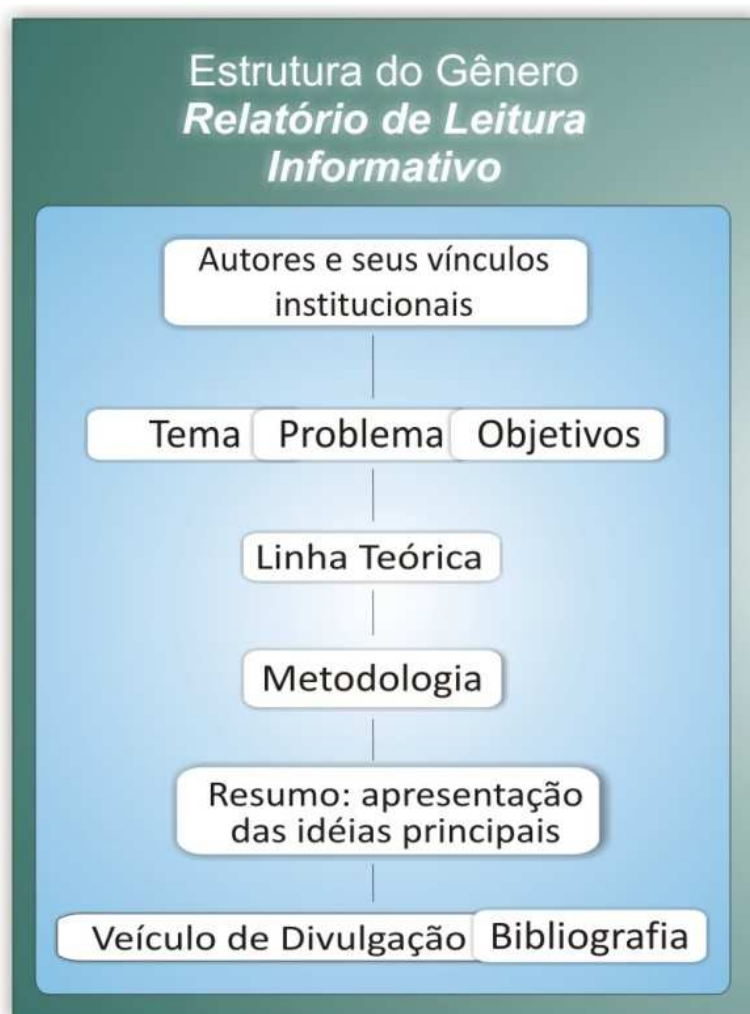 Estrutura do Gênero
Relatório de Leitura
Informativo
Autores e seus vínculos
institucionais
Tema Problema Objetivos
Linha Teórica
Metodologia
Resumo: apresentação
das idéias principais
Veículo de Divulgação Bibliografia